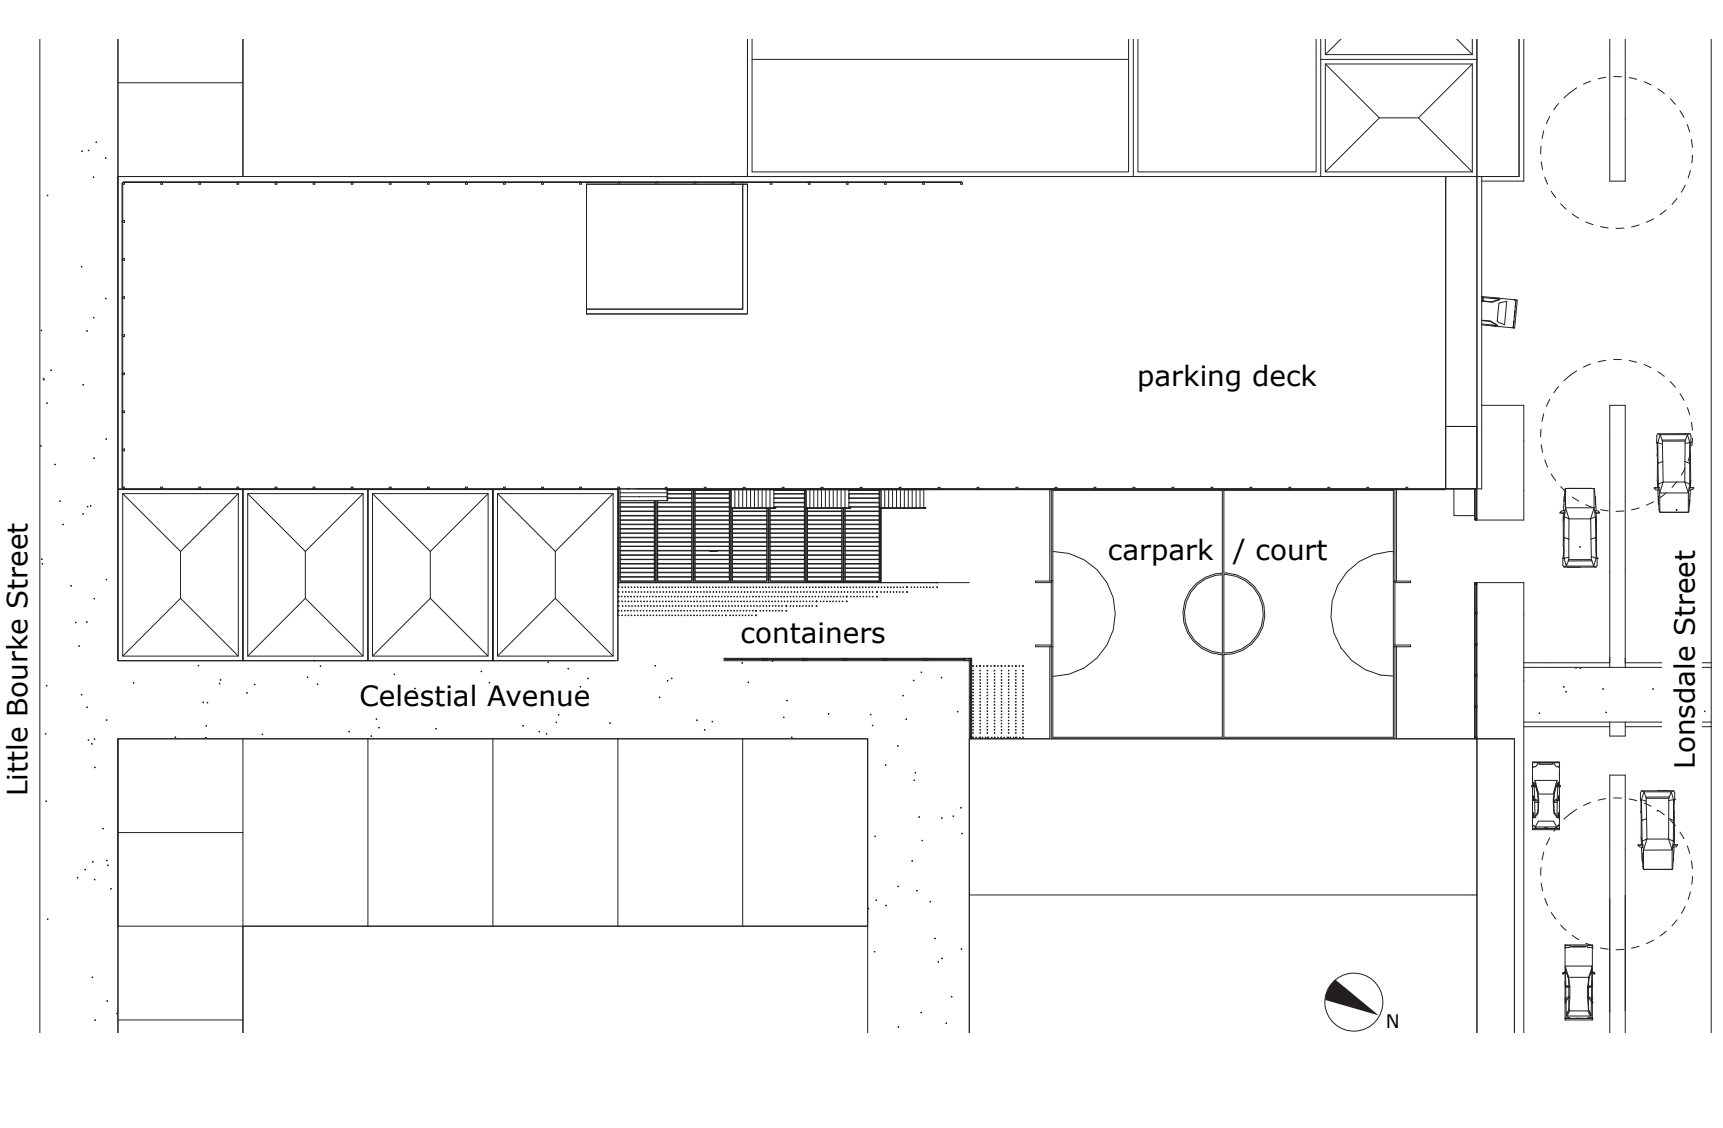 parking deck
carpark / court
containers
Celestial Avenue
Little Bourke Street
Lonsdale Street
N